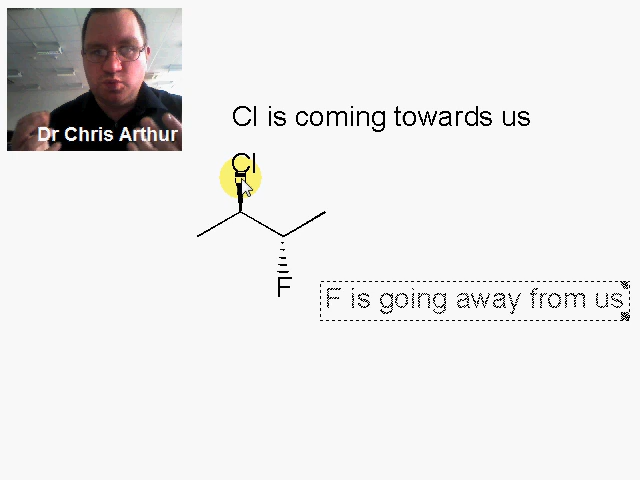 Dr Chris Arthur
Cl is coming towards us
Cl
F
F is going away from us